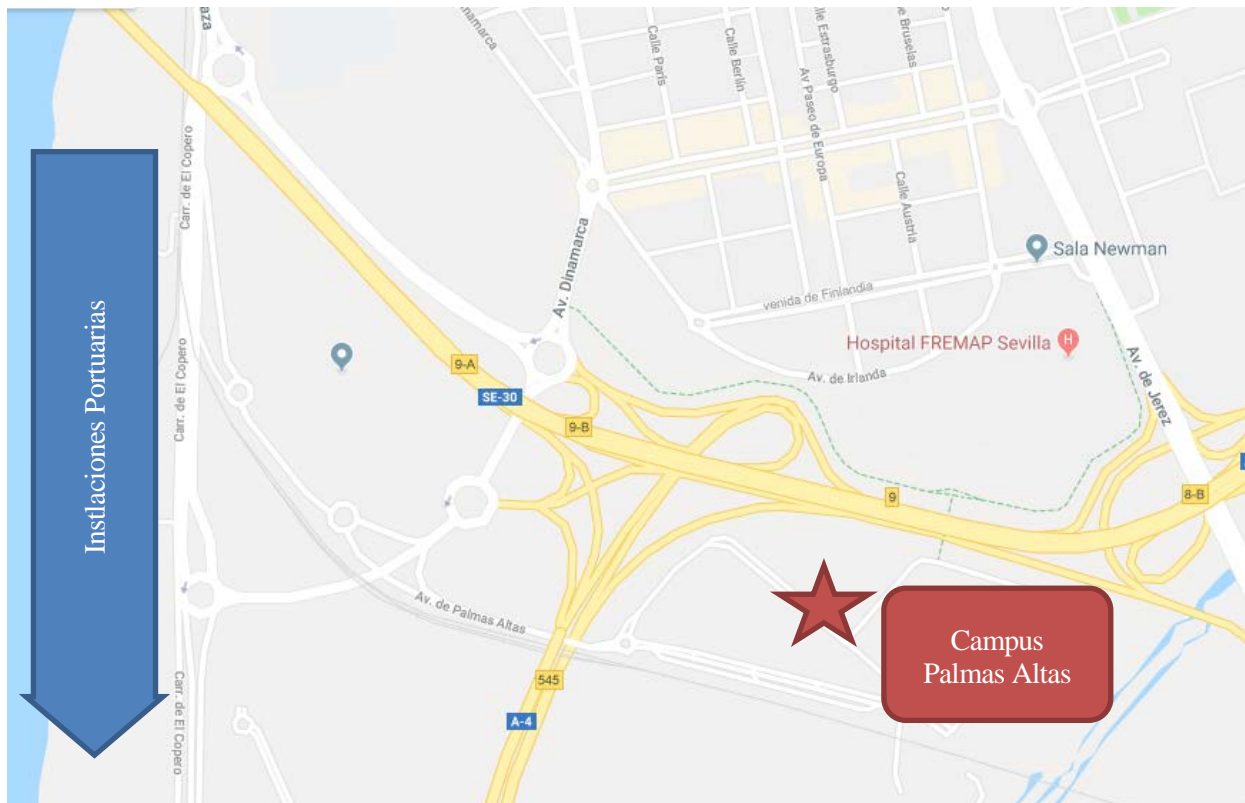 aza
inamarca
Calle París
Calle Berlín
Calle Estrasburgo
Av Paseo de Europa
e Bruselas
Carr. de El Copero
Av. Dinamarca
Calle Austria
Sala Newman
venida de Finlandia
Hospital FREMAP Sevilla
H
Av. de Irlanda
Av. de Jerez
Instlaciones Portuarias
Carr. de El Copero
9-A
SE-30
9-B
9
8-B
Av. de Palmas Altas
Campus
Palmas Altas
545
A-4
Carr. de El Copero